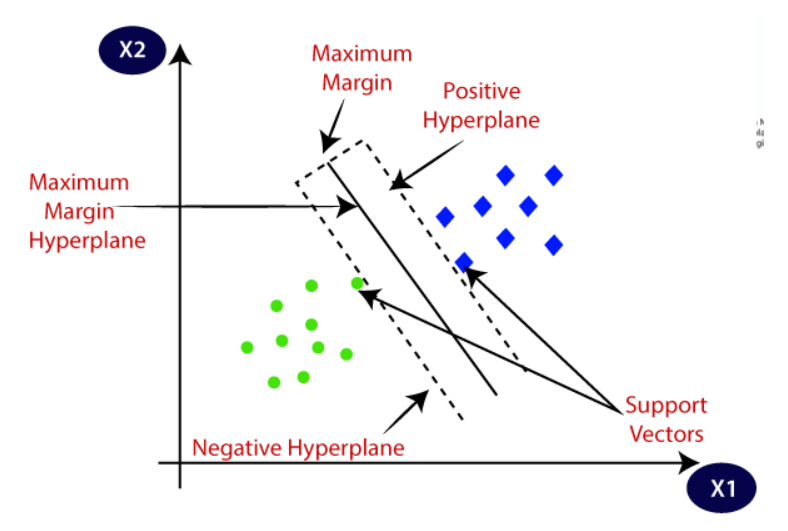 X2
Maximum
Margin
Positive
Hyperplane
Maximum
Margin
Hyperplane
Support
Vectors
Negative Hyperplane
X1